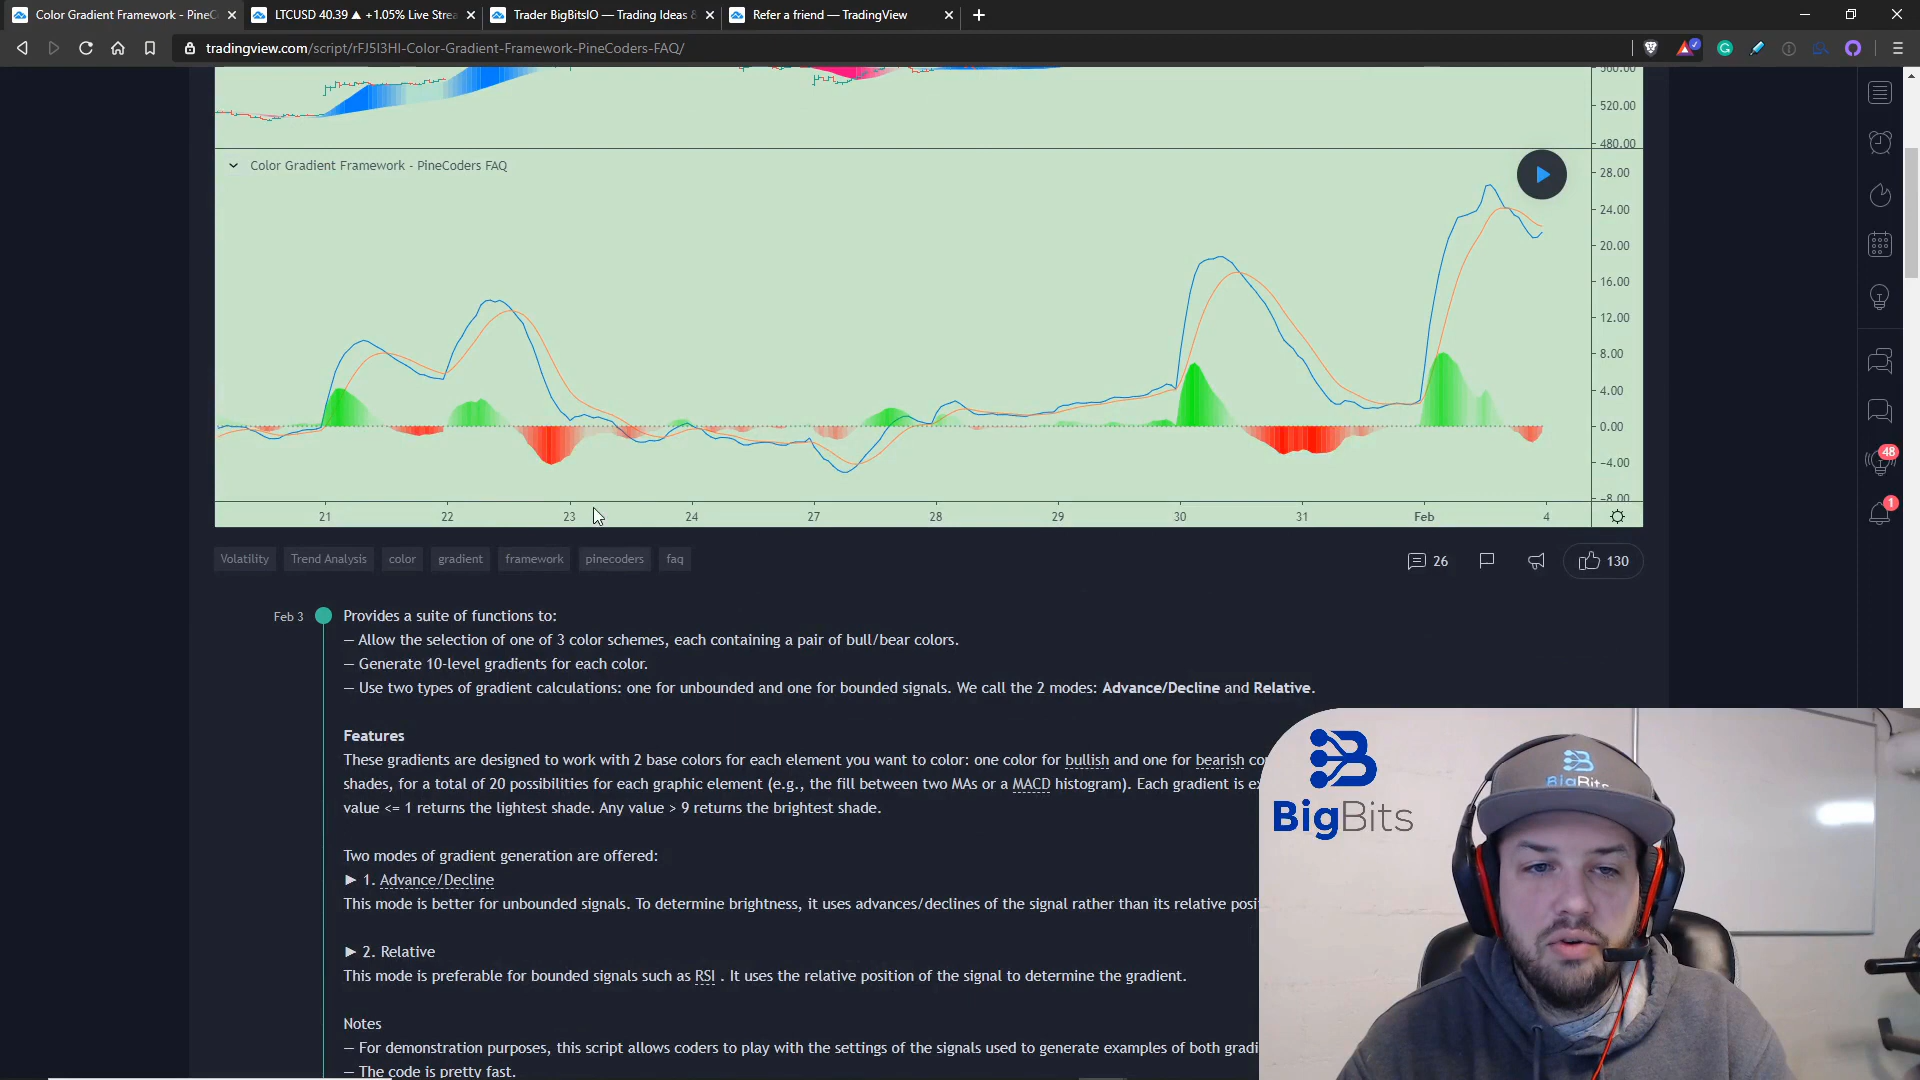 Color Gradient Framework - PineC
LTCUSD 40.39 ▲ +1.05% Live Strea
Trader BigBitsIO — Trading Ideas &
Refer a friend — TradingView
tradingview.com/script/rFJ5I3HI-Color-Gradient-Framework-PineCoders-FAQ/
560.00
520.00
480.00
Color Gradient Framework - PineCoders FAQ
28.00
24.00
20.00
16.00
12.00
8.00
4.00
0.00
-4.00
-8.00
48
1
21 22 23 24 27 28 29 30 31 Feb 4
Volatility Trend Analysis color gradient framework pinecoders faq
26 130
Feb 3
Provides a suite of functions to:
— Allow the selection of one of 3 color schemes, each containing a pair of bull/bear colors.
— Generate 10-level gradients for each color.
— Use two types of gradient calculations: one for unbounded and one for bounded signals. We call the 2 modes: Advance/Decline and Relative.
Features
These gradients are designed to work with 2 base colors for each element you want to color: one color for bullish and one for bearish co
shades, for a total of 20 possibilities for each graphic element (e.g., the fill between two MAs or a MACD histogram). Each gradient is e
value <= 1 returns the lightest shade. Any value > 9 returns the brightest shade.
Two modes of gradient generation are offered:
► 1. Advance/Decline
This mode is better for unbounded signals. To determine brightness, it uses advances/declines of the signal rather than its relative posi
► 2. Relative
This mode is preferable for bounded signals such as RSI . It uses the relative position of the signal to determine the gradient.
Notes
— For demonstration purposes, this script allows coders to play with the settings of the signals used to generate examples of both gradi
— The code is pretty fast.
BigBits
BigBits